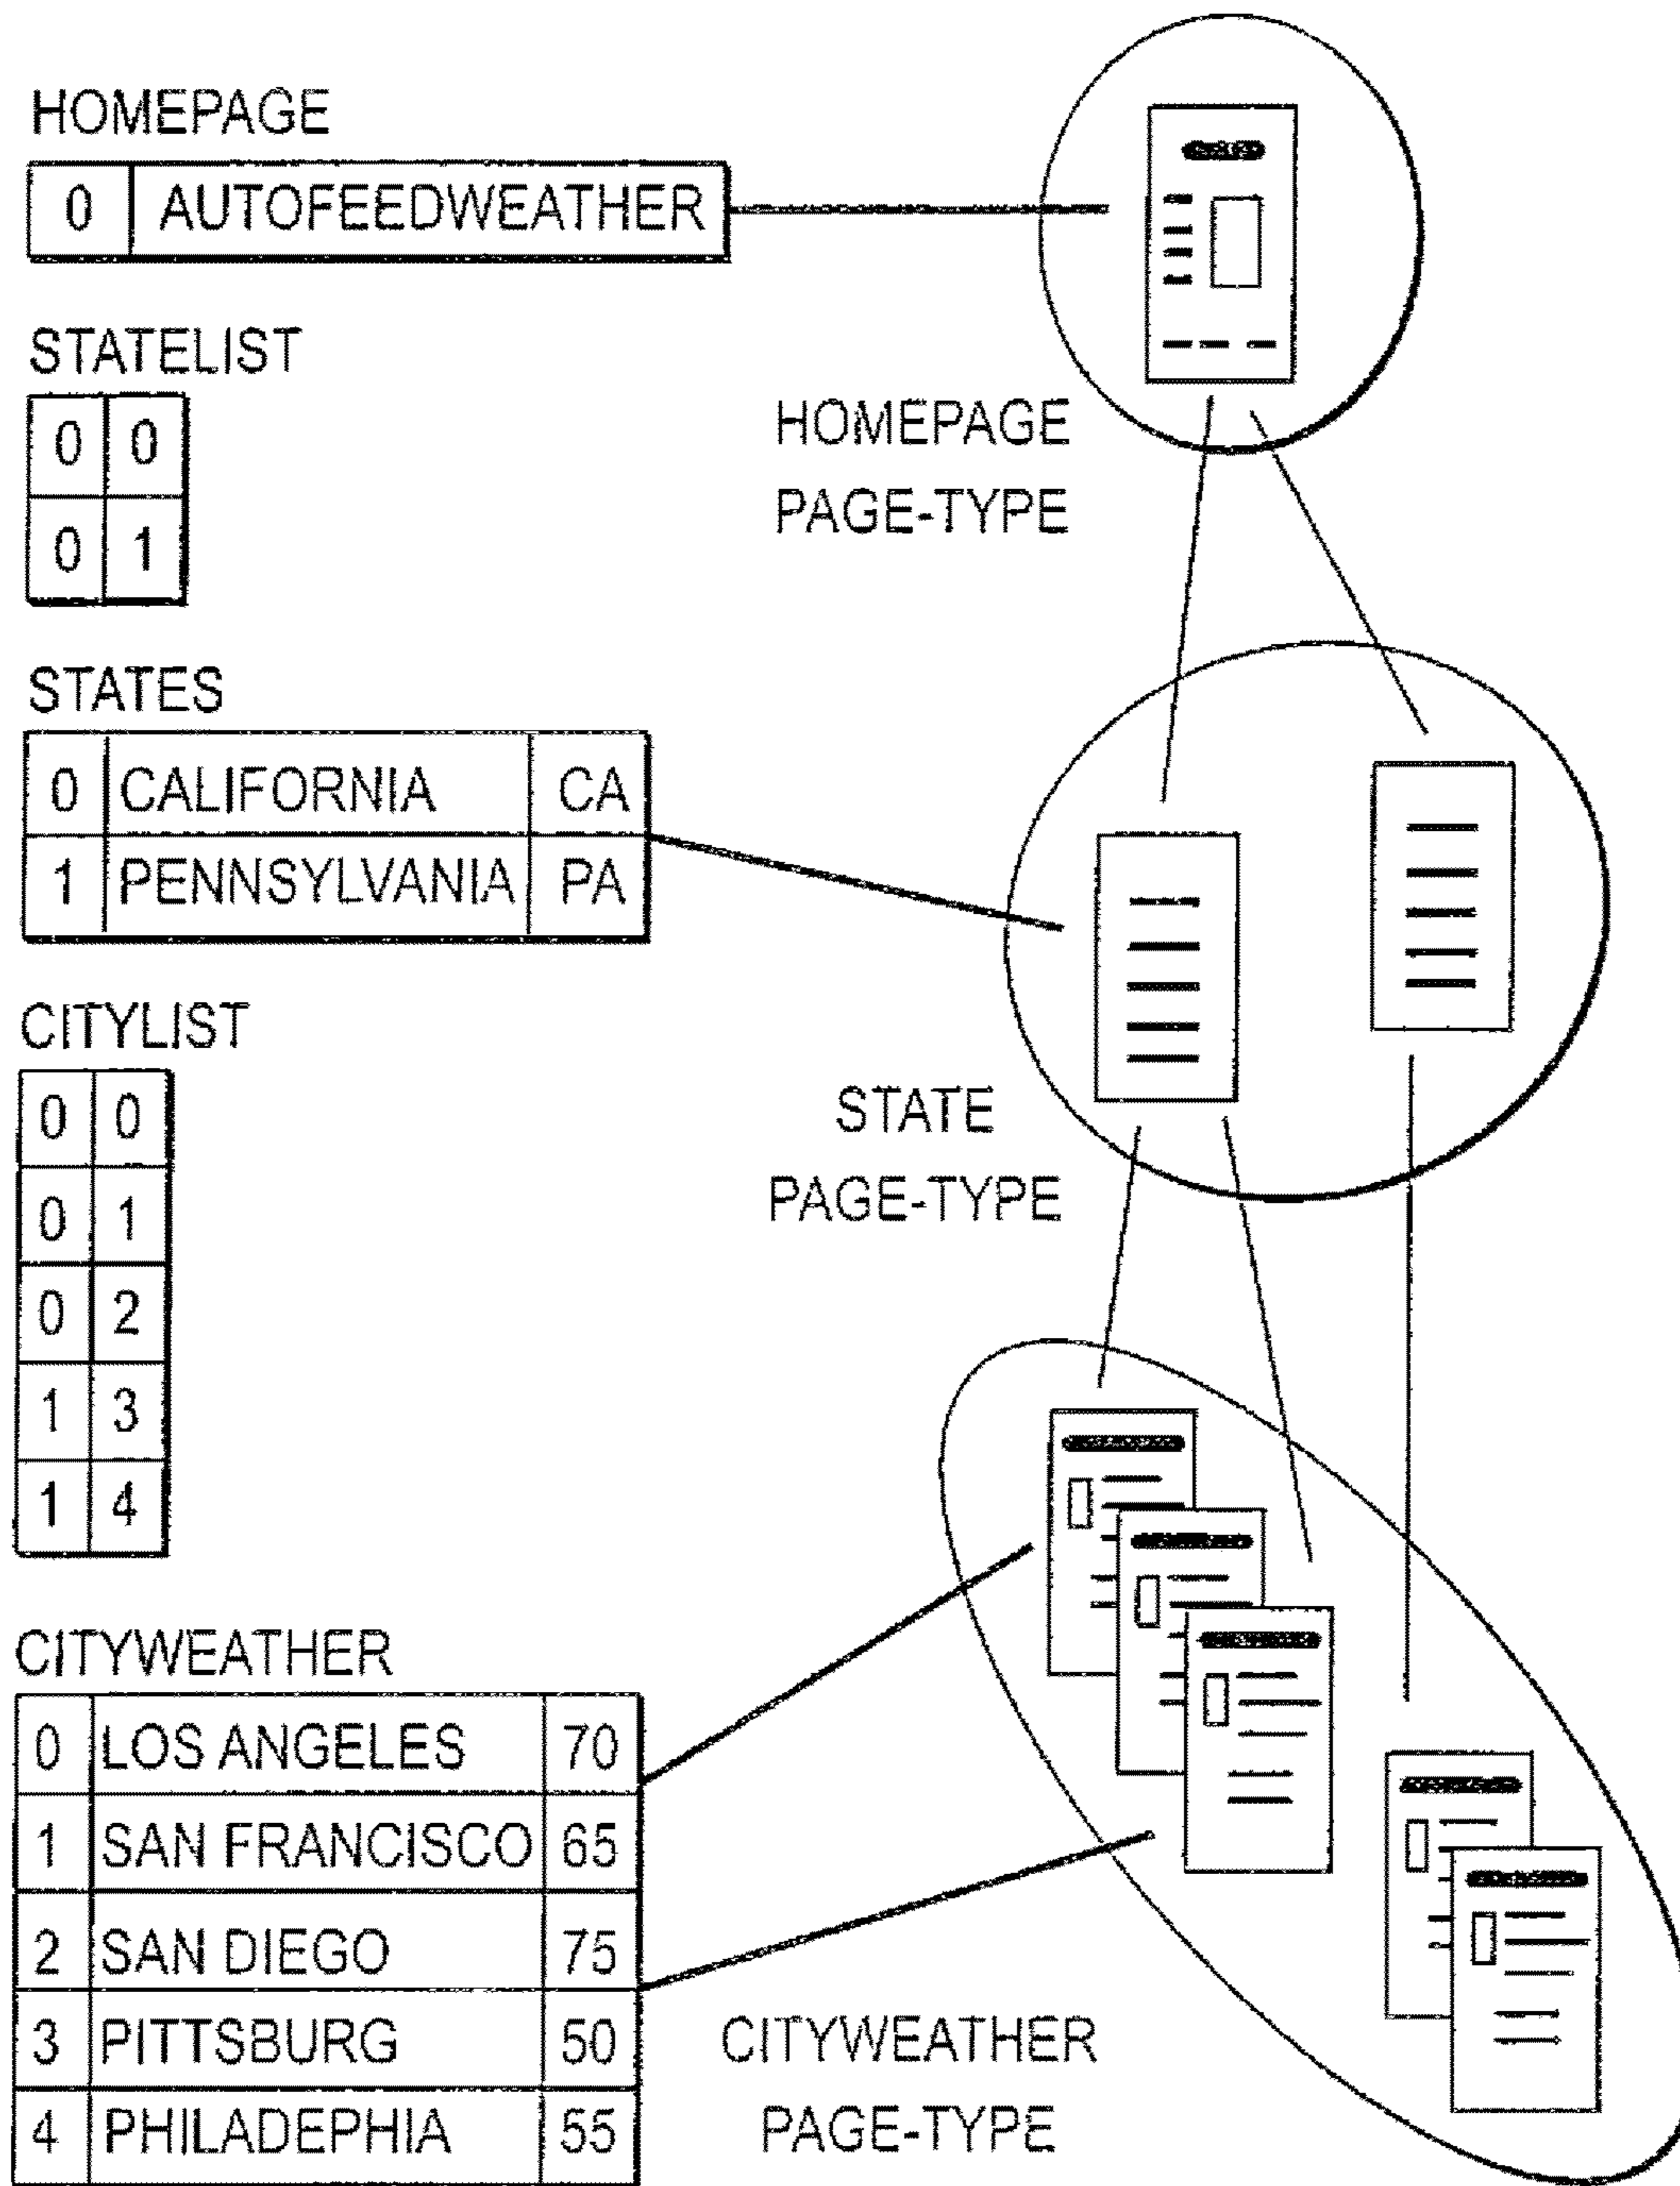 HOMEPAGE
0 AUTOFEEDWEATHER
STATELIST
0 0
0 1
HOMEPAGE
PAGE-TYPE
STATES
0 CALIFORNIA CA
1 PENNSYLVANIA PA
CITYLIST
0 0
0 1
0 2
1 3
1 4
STATE
PAGE-TYPE
CITYWEATHER
0 LOS ANGELES 70
1 SAN FRANCISCO 65
2 SAN DIEGO 75
3 PITTSBURG 50
4 PHILADEPHIA 55
CITYWEATHER
PAGE-TYPE